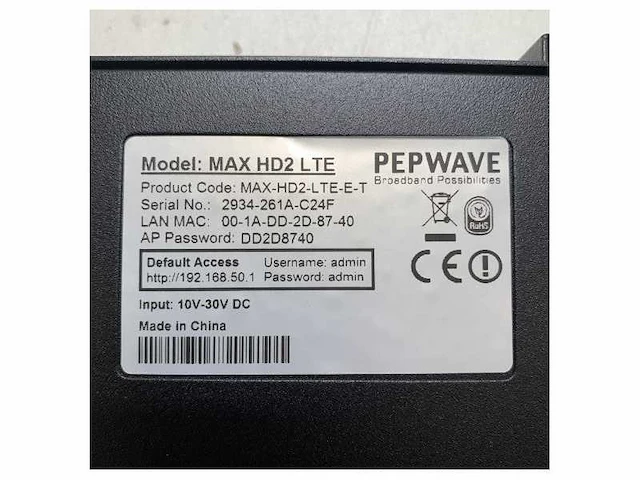 Model: MAX HD2 LTE
PEPWAVE
Broadband Possibilities
Product Code: MAX-HD2-LTE-E-T
Serial No.: 2934-261A-C24F
LAN MAC: 00-1A-DD-2D-87-40
AP Password: DD2D8740
RoHS
Default Access Username: admin
http://192.168.50.1 Password: admin
CE
Input: 10V-30V DC
Made in China